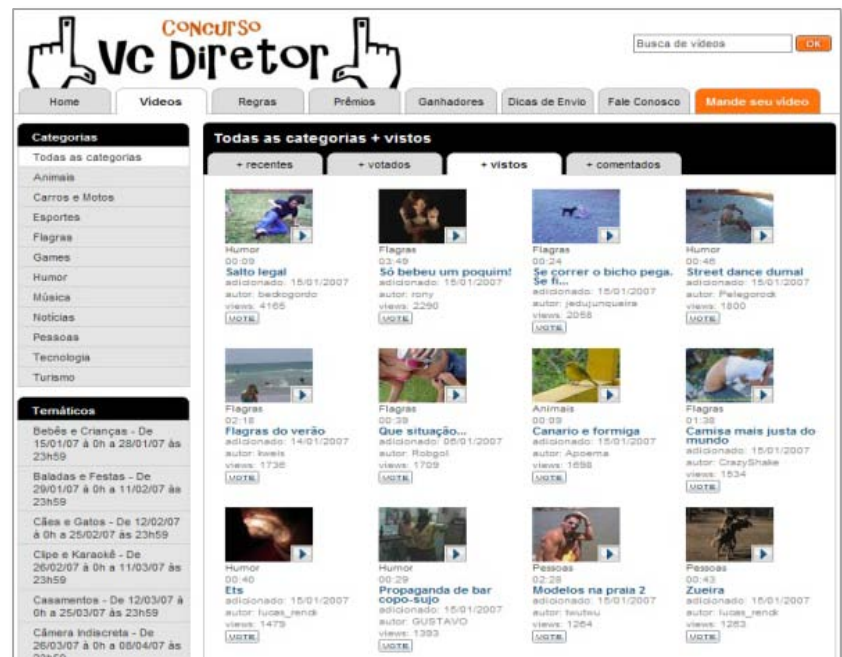 CONCURSO
Vc Diretor
Busca de vídeos
OK
Home
Vídeos
Regras
Prêmios
Ganhadores
Dicas de Envio
Fale Conosco
Mande seu vídeo
Categorias
Todas as categorias
Animais
Carros e Motos
Esportes
Flagras
Games
Humor
Música
Notícias
Pessoas
Tecnologia
Turismo
Temáticos
Bebês e Crianças - De
15/01/07 à 0h a 28/01/07 às
23h59
Baladas e Festas - De
29/01/07 à 0h a 11/02/07 às
23h59
Cães e Gatos - De 12/02/07
à 0h a 25/02/07 às 23h59
Clipe e Karaokê - De
26/02/07 à 0h a 11/03/07 às
23h59
Casamentos - De 12/03/07 à
0h a 25/03/07 às 23h59
Câmera Indiscreta - De
26/03/07 à 0h a 08/04/07 às
23h59
Todas as categorias + vistos
+ recentes
+ votados
+ vistos
+ comentados
Humor
00:09
Salto legal
adicionado: 15/01/2007
autor: bedrogordo
views: 4165
VOTE
Flagras
03:49
Só bebeu um poquim!
adicionado: 15/01/2007
autor: rony
views: 2290
VOTE
Flagras
00:24
Se correr o bicho pega.
Se fi...
adicionado: 15/01/2007
autor: jedujunqueira
views: 2058
VOTE
Humor
00:46
Street dance dumal
adicionado: 15/01/2007
autor: Pelegorock
views: 1800
VOTE
Flagras
02:18
Flagras do verão
adicionado: 14/01/2007
autor: kweis
views: 1736
VOTE
Flagras
00:39
Que situação...
adicionado: 06/01/2007
autor: Robgol
views: 1709
VOTE
Animais
00:09
Canario e formiga
adicionado: 15/01/2007
autor: Apoema
views: 1698
VOTE
Flagras
01:38
Camisa mais justa do
mundo
adicionado: 15/01/2007
autor: CrazyShake
views: 1534
VOTE
Humor
00:40
Ets
adicionado: 15/01/2007
autor: lucas_rendk
views: 1479
VOTE
Humor
00:29
Propaganda de bar
copo-sujo
adicionado: 15/01/2007
autor: GUSTAVO
views: 1393
VOTE
Pessoas
02:28
Modelos na praia 2
adicionado: 15/01/2007
autor: twutwu
views: 1264
VOTE
Pessoas
00:43
Zueira
adicionado: 15/01/2007
autor: lucas_rendk
views: 1263
VOTE